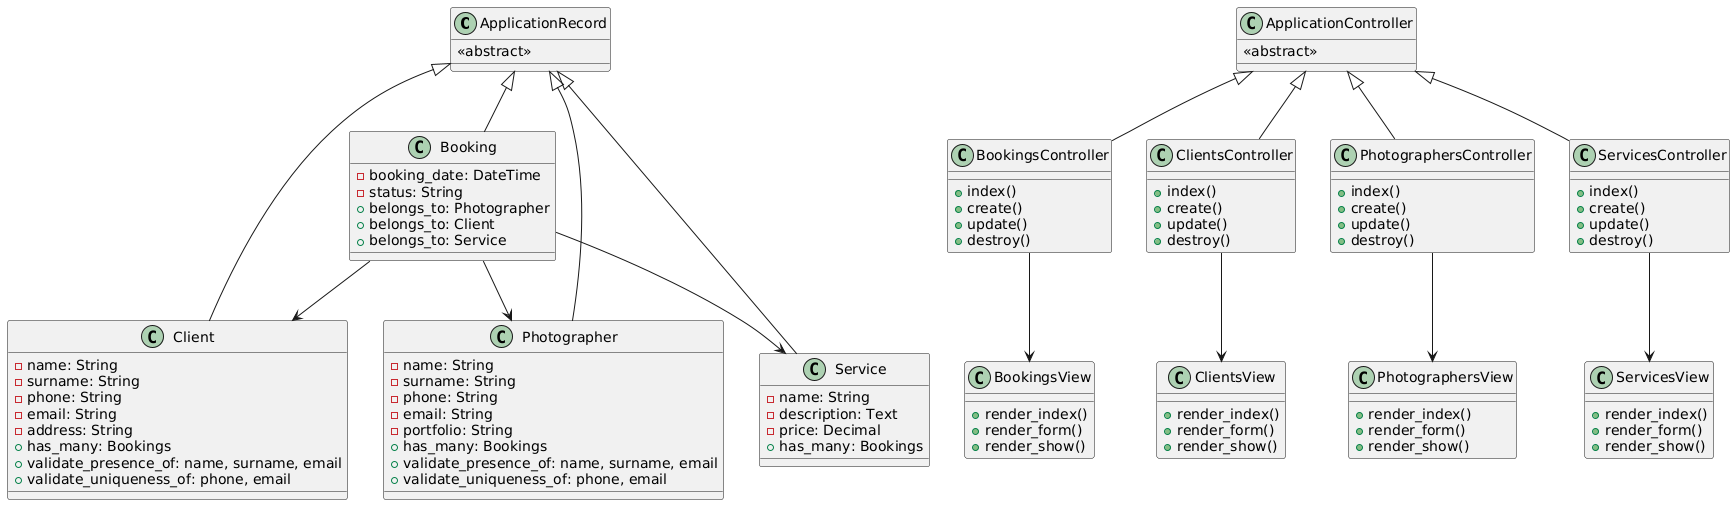 C ApplicationRecord
«abstract»
C ApplicationController
«abstract»
C Booking
booking_date: DateTime
status: String
belongs_to: Photographer
belongs_to: Client
belongs_to: Service
C BookingsController
index()
create()
update()
destroy()
C ClientsController
index()
create()
update()
destroy()
C PhotographersController
index()
create()
update()
destroy()
C ServicesController
index()
create()
update()
destroy()
C Client
name: String
surname: String
phone: String
email: String
address: String
has_many: Bookings
validate_presence_of: name, surname, email
validate_uniqueness_of: phone, email
C Photographer
name: String
surname: String
phone: String
email: String
portfolio: String
has_many: Bookings
validate_presence_of: name, surname, email
validate_uniqueness_of: phone, email
C Service
name: String
description: Text
price: Decimal
has_many: Bookings
C BookingsView
render_index()
render_form()
render_show()
C ClientsView
render_index()
render_form()
render_show()
C PhotographersView
render_index()
render_form()
render_show()
C ServicesView
render_index()
render_form()
render_show()